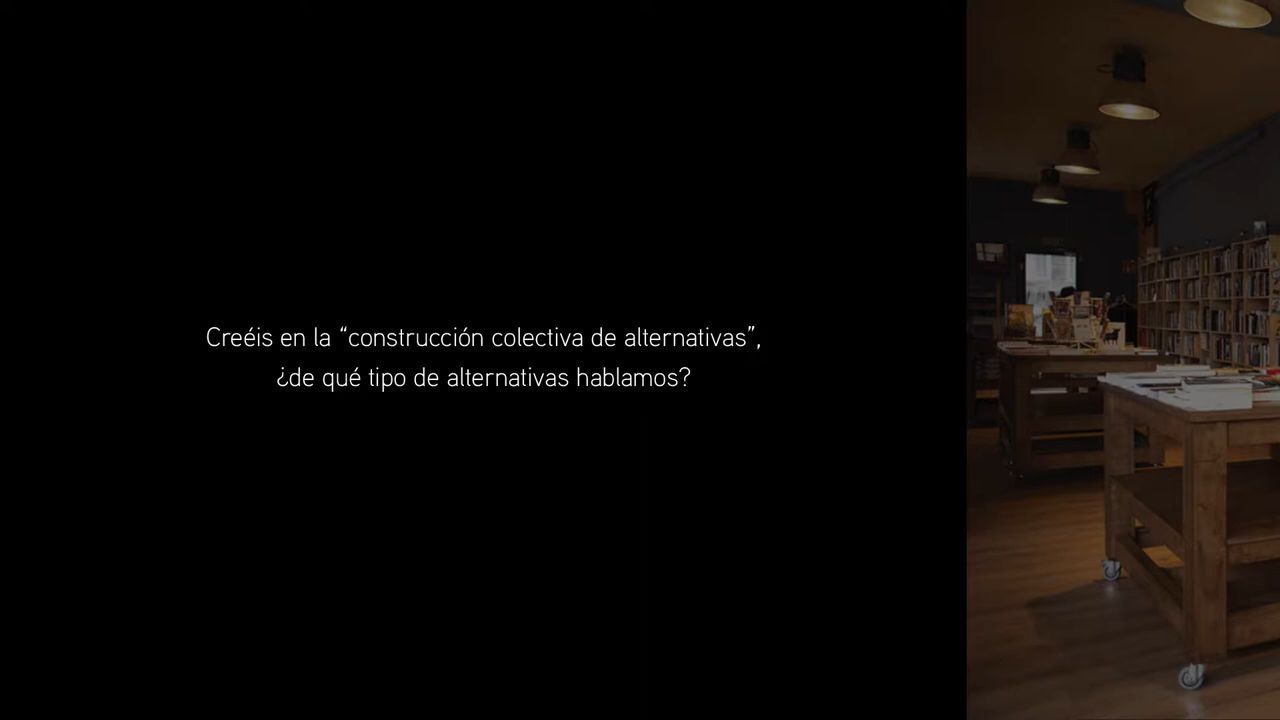 Creéis en la “construcción colectiva de alternativas”,
¿de qué tipo de alternativas hablamos?